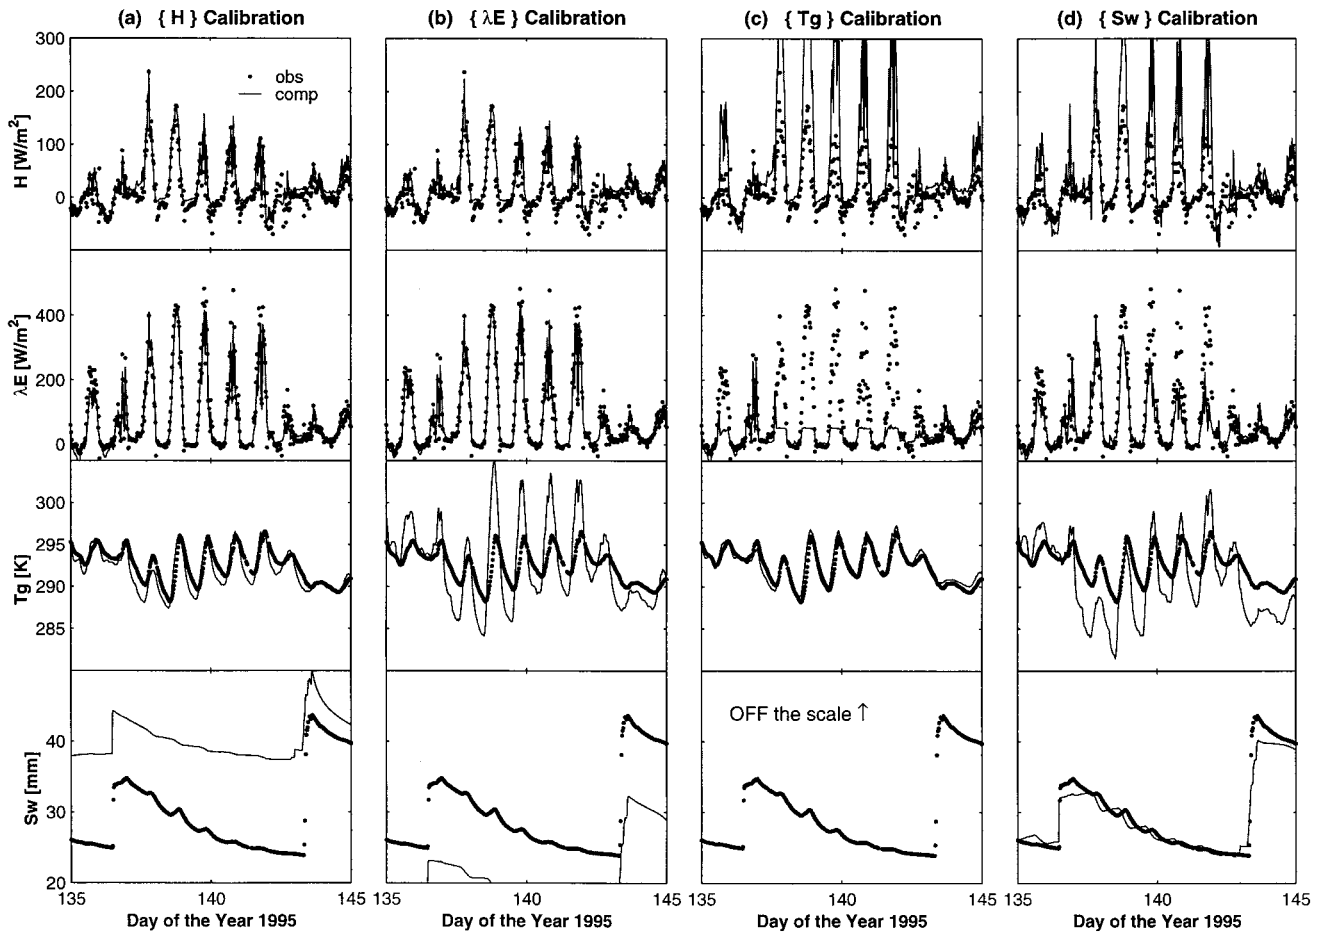 (a) { H } Calibration
(b) { λE } Calibration
(c) { Tg } Calibration
(d) { Sw } Calibration
H [W/m²]
300
200
100
0
obs
comp
λE [W/m²]
400
200
0
Tg [K]
300
295
290
285
Sw [mm]
40
30
20
OFF the scale ↑
135 140 145
135 140 145
135 140 145
135 140 145
Day of the Year 1995
Day of the Year 1995
Day of the Year 1995
Day of the Year 1995